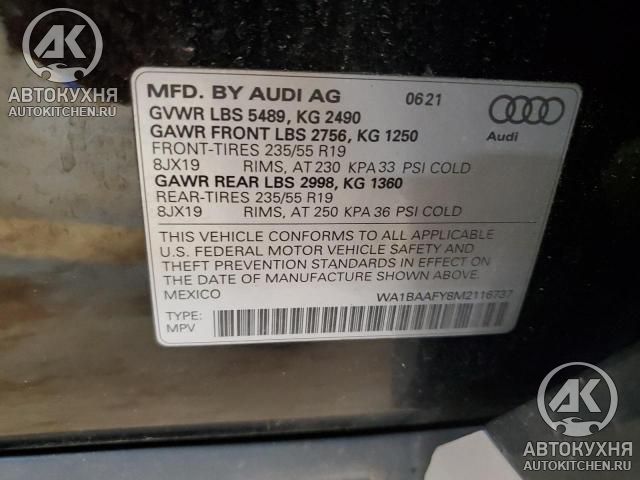 АВТОКУХНЯ
AUTOKITCHEN.RU
MFD. BY AUDI AG 06 21
GVWR LBS 5489, KG 2490
GAWR FRONT LBS 2756, KG 1250
FRONT-TIRES 235/55 R19
8JX19 RIMS, AT 230 KPA 33 PSI COLD
GAWR REAR LBS 2998, KG 1360
REAR-TIRES 235/55 R19
8JX19 RIMS, AT 250 KPA 36 PSI COLD
Audi
THIS VEHICLE CONFORMS TO ALL APPLICABLE
U.S. FEDERAL MOTOR VEHICLE SAFETY AND
THEFT PREVENTION STANDARDS IN EFFECT ON
THE DATE OF MANUFACTURE SHOWN ABOVE.
MEXICO WA1BAAFY8M2116737
TYPE:
MPV
AK
АВТОКУХНЯ
AUTOKITCHEN.RU